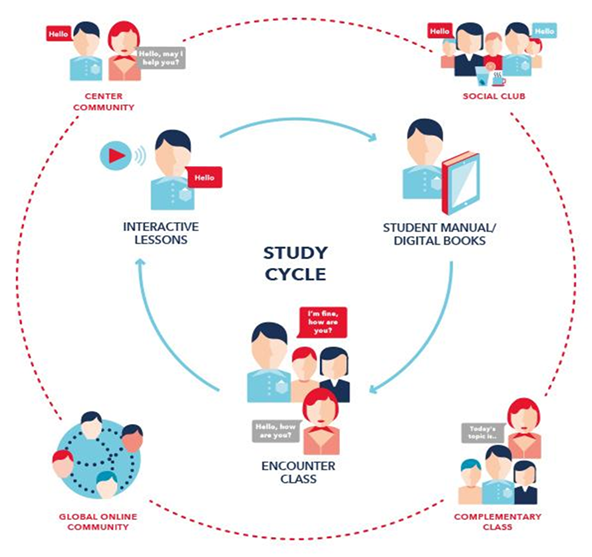 Hello
Hello, may I
help you?
CENTER
COMMUNITY
Hello
Hello
SOCIAL CLUB
Hello
INTERACTIVE
LESSONS
STUDENT MANUAL/
DIGITAL BOOKS
STUDY
CYCLE
I'm fine,
how are
you?
Hello, how
are you?
ENCOUNTER
CLASS
GLOBAL ONLINE
COMMUNITY
Today's
topic is..
COMPLEMENTARY
CLASS